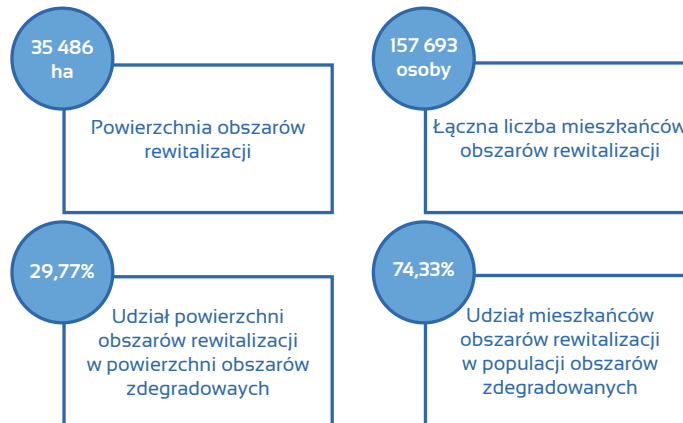 35 486
ha
Powierzchnia obszarów
rewitalizacji
157 693
osoby
Łączna liczba mieszkańców
obszarów rewitalizacji
29,77%
Udział powierzchni
obszarów rewitalizacji
w powierzchni obszarów
zdegradowaych
74,33%
Udział mieszkańców
obszarów rewitalizacji
w populacji obszarów
zdegradowanych